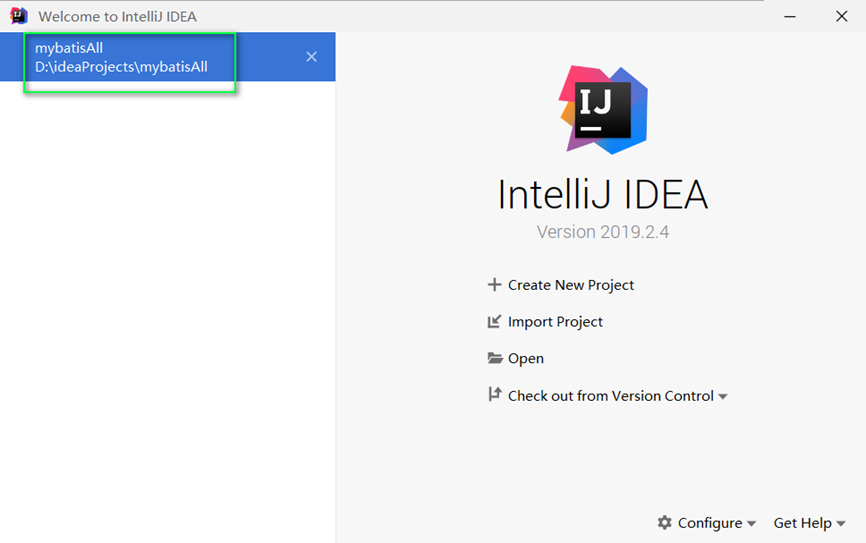 Welcome to IntelliJ IDEA
mybatisAll
D:\ideaProjects\mybatisAll
IJ
IntelliJ IDEA
Version 2019.2.4
Create New Project
Import Project
Open
Check out from Version Control
Configure
Get Help